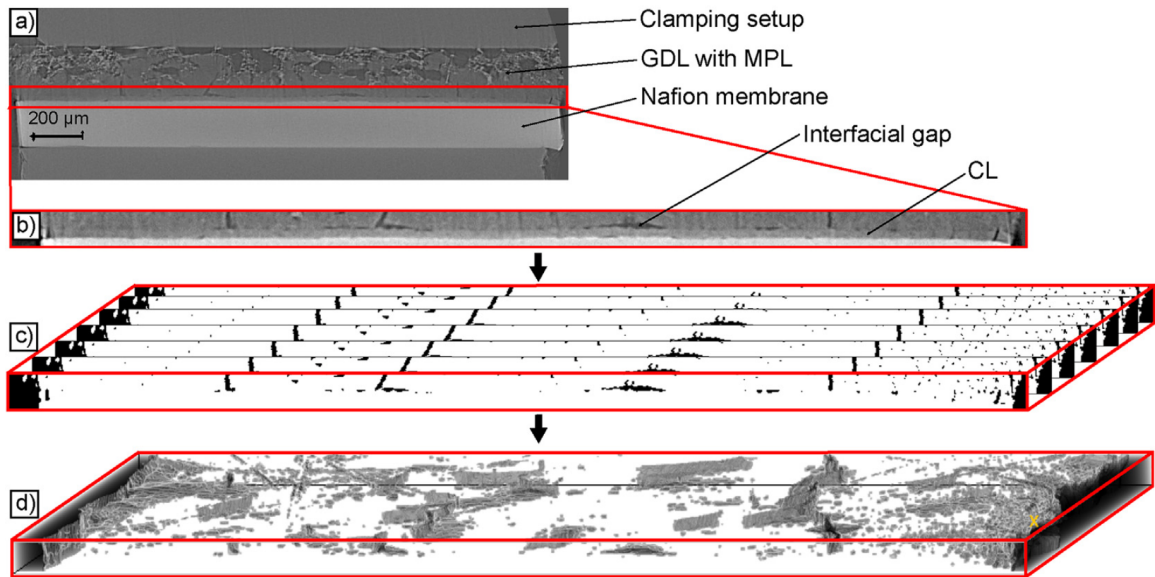 a)
Clamping setup
GDL with MPL
Nafion membrane
200 µm
Interfacial gap
CL
b)
c)
d)
x